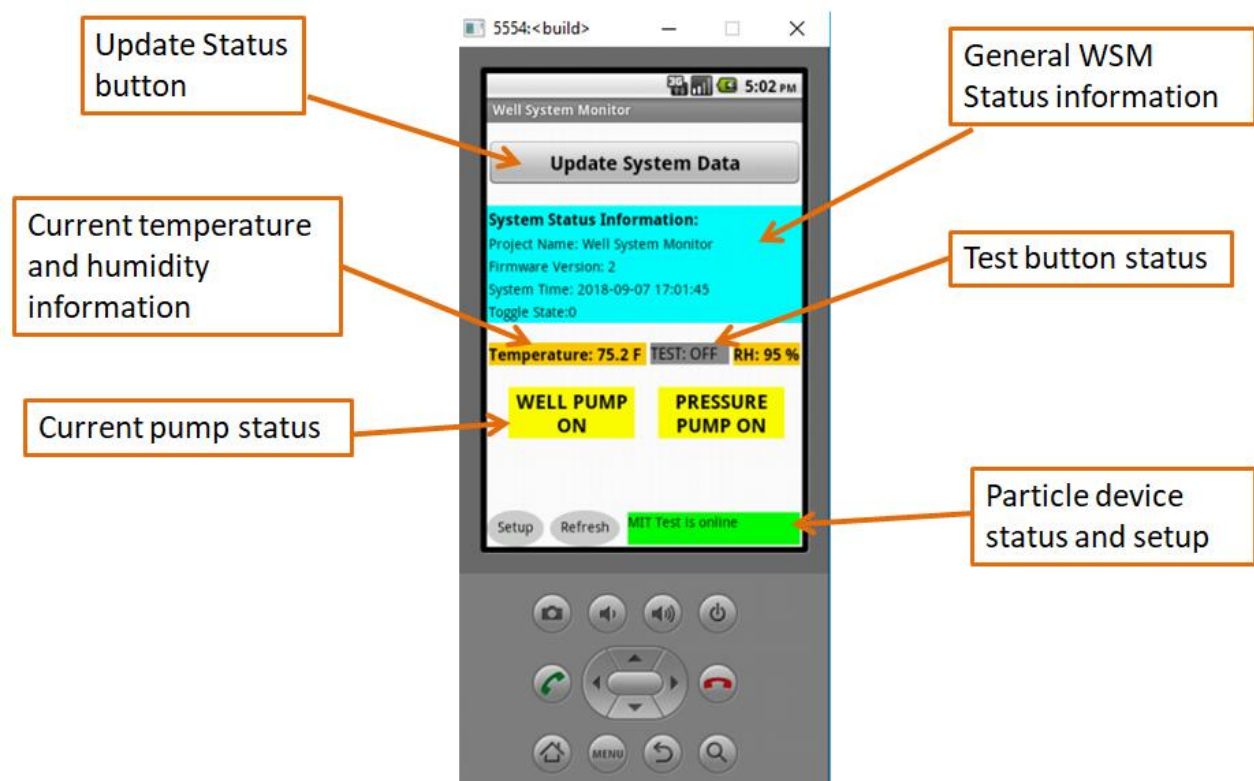 5554:<build>
Update Status
button
General WSM
Status information
3G
5:02 PM
Well System Monitor
Update System Data
System Status Information:
Project Name: Well System Monitor
Firmware Version: 2
System Time: 2018-09-07 17:01:45
Toggle State:0
Current temperature
and humidity
information
Test button status
Temperature: 75.2 F TEST: OFF RH: 95 %
Current pump status
WELL PUMP
ON
PRESSURE
PUMP ON
Particle device
status and setup
Setup Refresh MIT Test is online
MENU